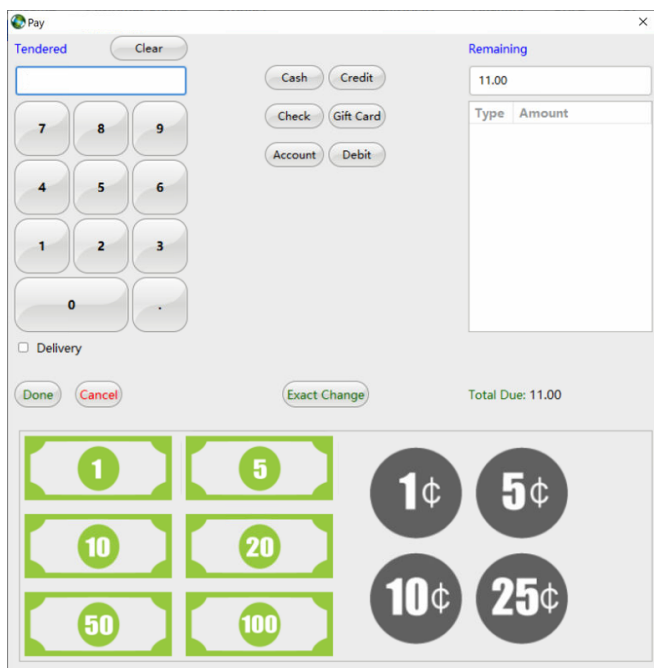 Pay
Tendered Clear Remaining
Cash Credit 11.00
7 8 9 Check Gift Card Type Amount
Account Debit
4 5 6
1 2 3
0 .
Delivery
Done Cancel Exact Change Total Due: 11.00
1 5 1¢ 5¢
10 20
50 100 10¢ 25¢